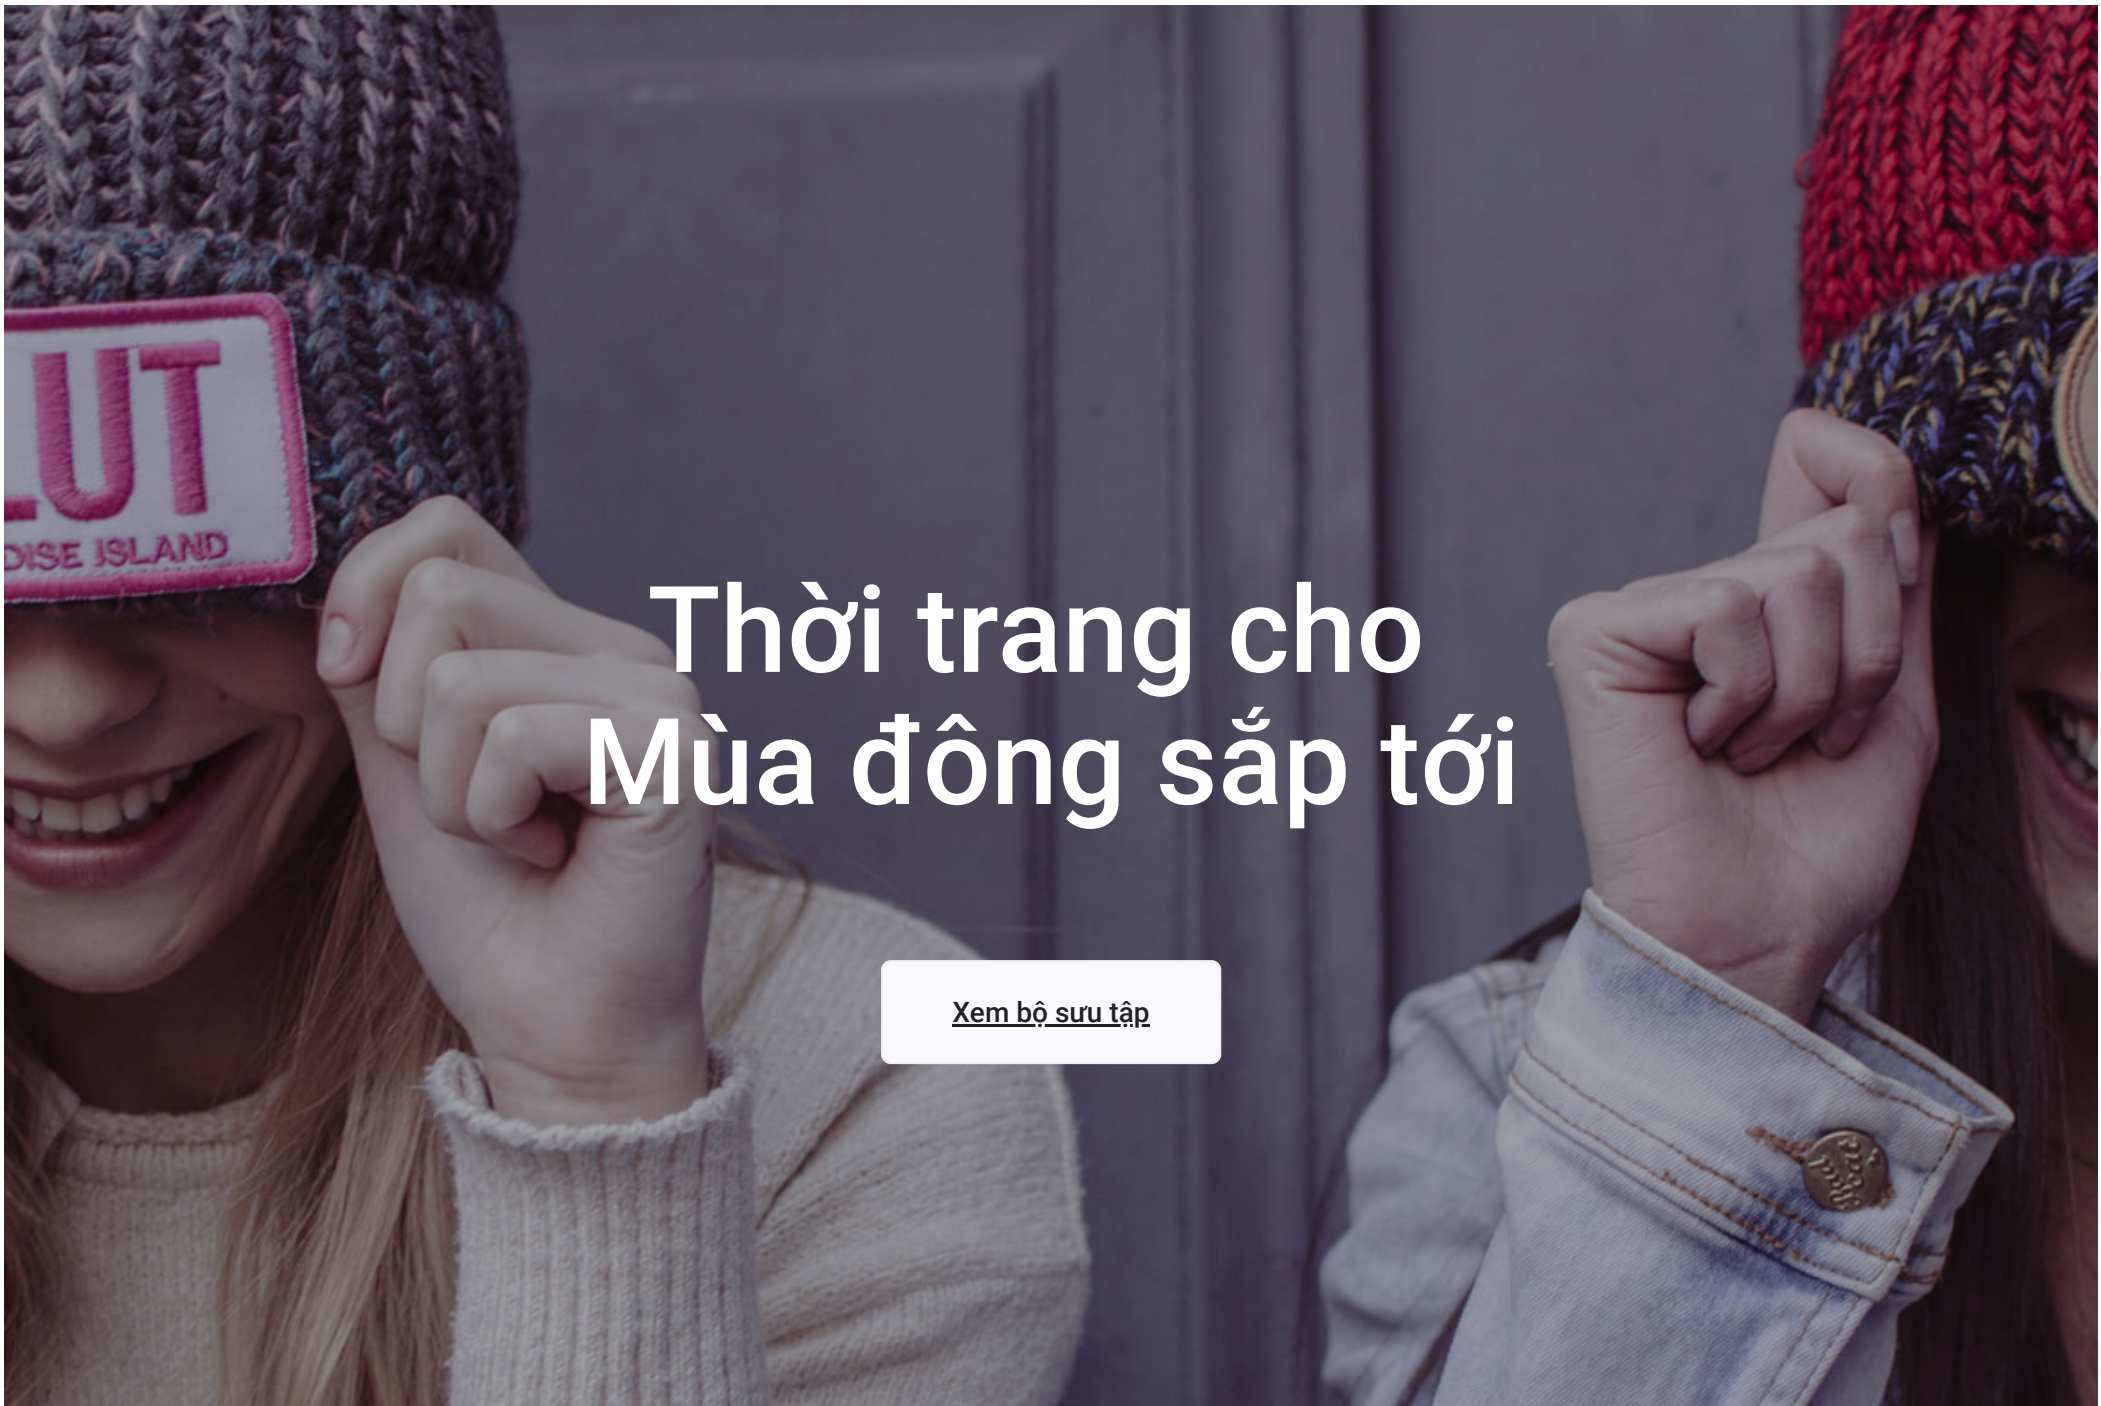 LUT
DISE ISLAND
Thời trang cho
Mùa đông sắp tới
Xem bộ sưu tập